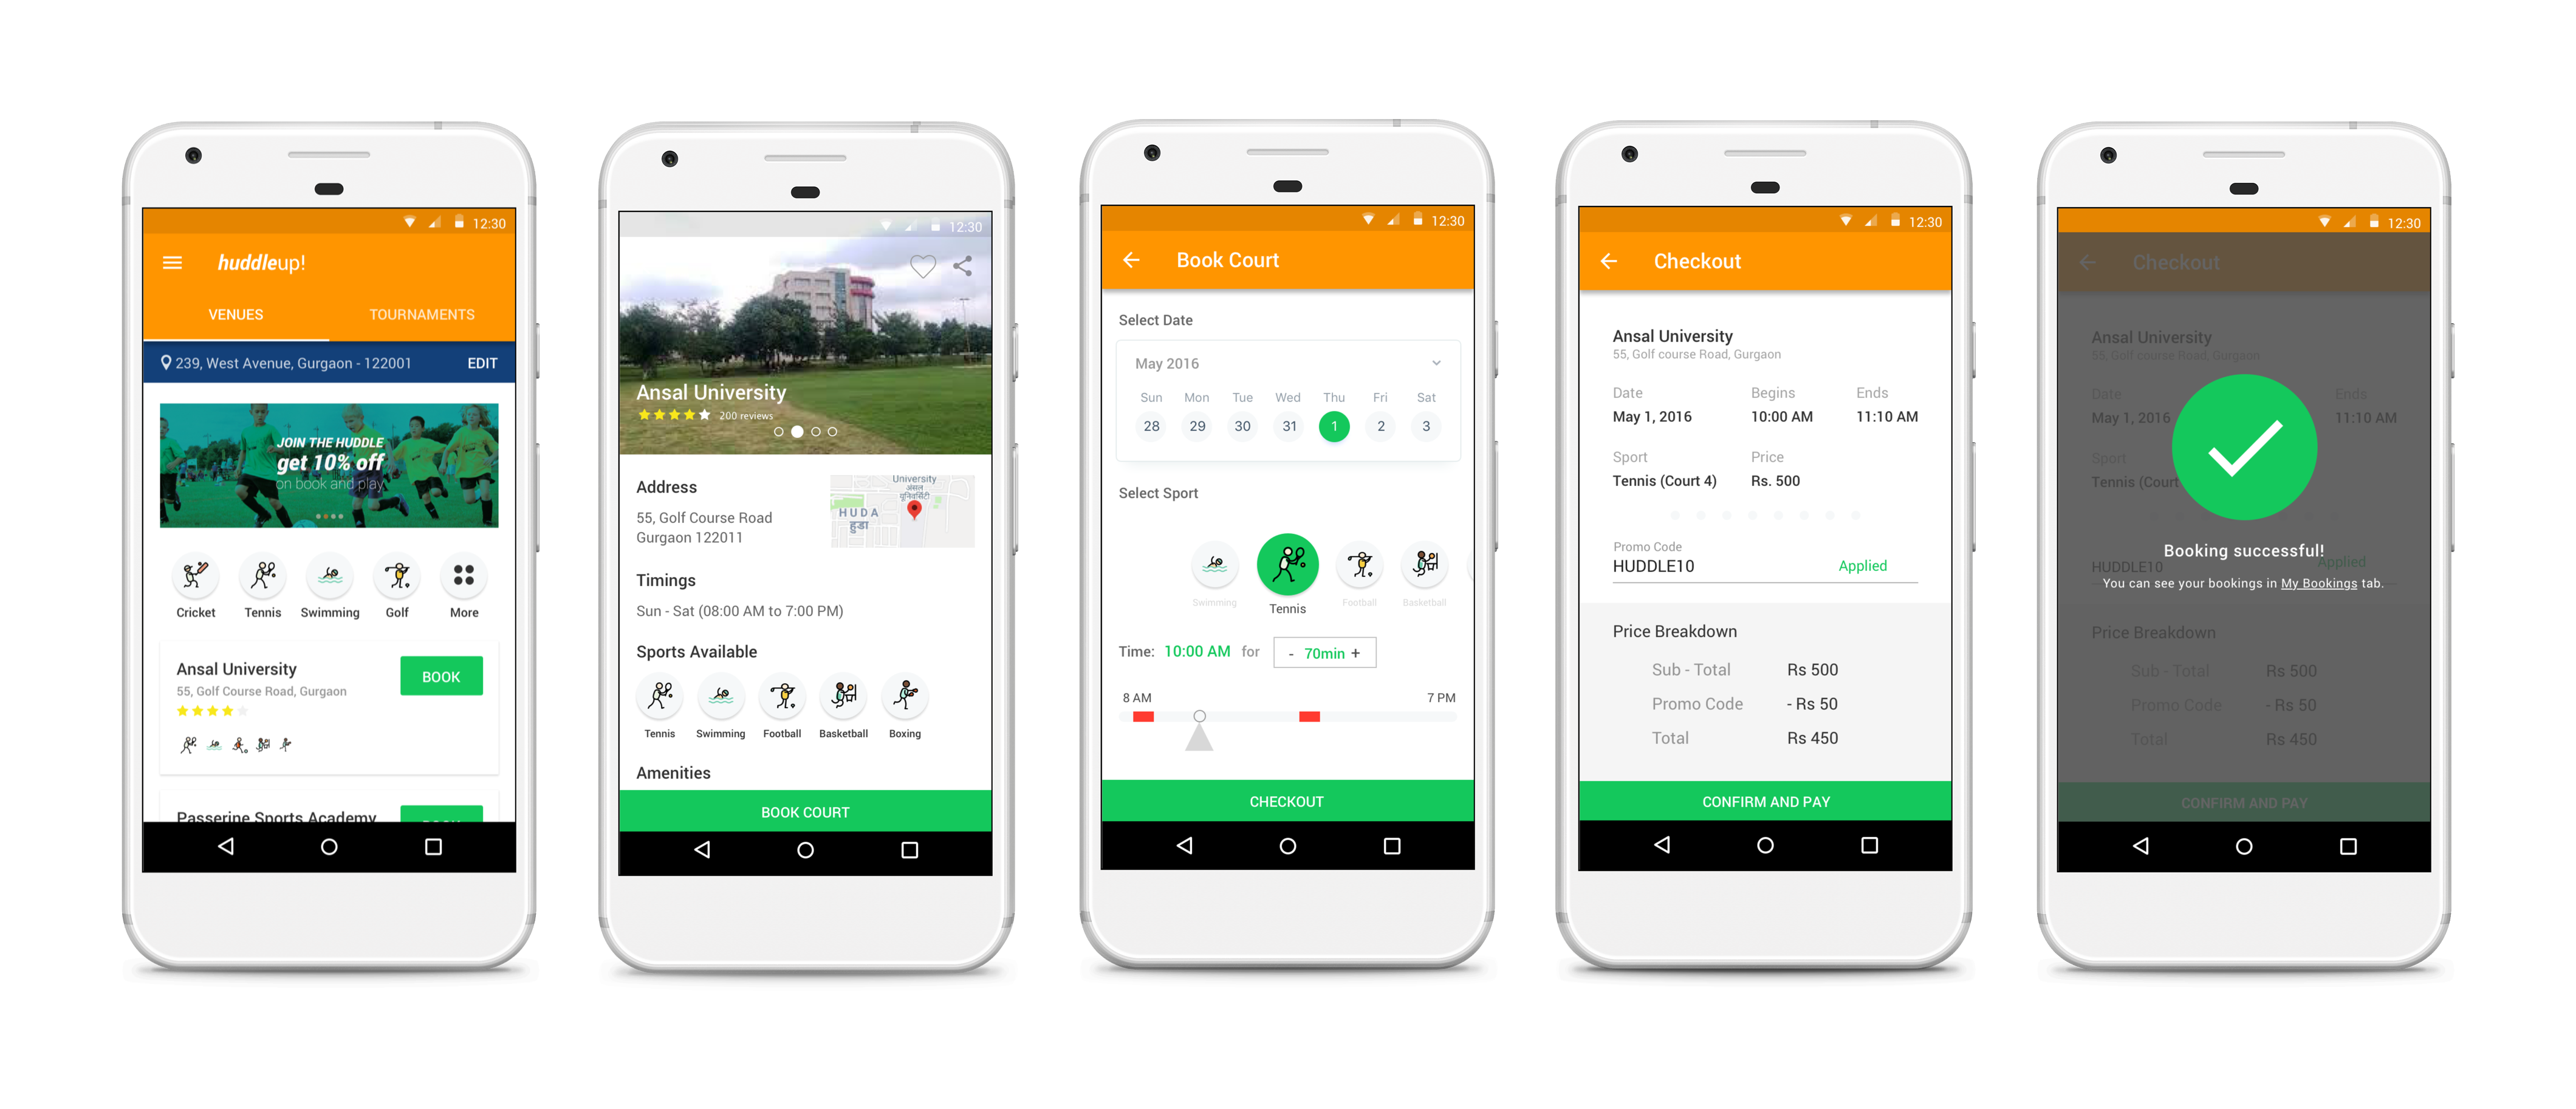 12:30
huddleup!
VENUES TOURNAMENTS
239, West Avenue, Gurgaon - 122001 EDIT
JOIN THE HUDDLE
get 10% off
on book and play
Cricket Tennis Swimming Golf More
Ansal University
BOOK
55, Golf Course Road, Gurgaon
Passerine Sports Academy
12:30
Ansal University
200 reviews
Address
55, Golf Course Road
Gurgaon 122011
University
अंसल
यूनिवर्सिटी
HUDA
हुडा
Timings
Sun - Sat (08:00 AM to 7:00 PM)
Sports Available
Tennis Swimming Football Basketball Boxing
Amenities
BOOK COURT
12:30
Book Court
Select Date
May 2016
Sun Mon Tue Wed Thu Fri Sat
28 29 30 31 1 2 3
Select Sport
Swimming Tennis Football Basketball
Time: 10:00 AM for - 70min +
8 AM 7 PM
CHECKOUT
12:30
Checkout
Ansal University
55, Golf course Road, Gurgaon
Date Begins Ends
May 1, 2016 10:00 AM 11:10 AM
Sport Price
Tennis (Court 4) Rs. 500
Promo Code
HUDDLE10 Applied
Price Breakdown
Sub - Total Rs 500
Promo Code - Rs 50
Total Rs 450
CONFIRM AND PAY
12:30
Checkout
Ansal University
55, Golf course Road, Gurgaon
Date Ends
May 1, 2016 11:10 AM
Sport
Tennis (Court
Booking successful!
Applied
HUDDLE10
You can see your bookings in My Bookings tab.
Price Breakdown
Sub - Total Rs 500
Promo Code - Rs 50
Total Rs 450
CONFIRM AND PAY